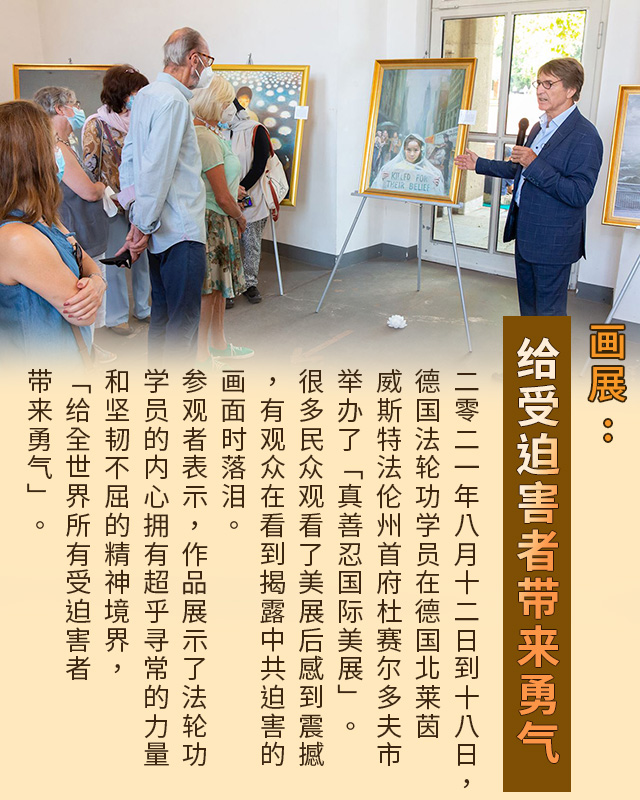 画展：
给受迫害者带来勇气
二零二一年八月十二日到十八日，
德国法轮功学员在德国北莱茵
威斯特法伦州首府杜赛尔多夫市
举办了「真善忍国际美展」。
很多民众观看了美展后感到震撼
，有观众在看到揭露中共迫害的
画面时落泪。
参观者表示，作品展示了法轮功
学员的内心拥有超乎寻常的力量
和坚韧不屈的精神境界，
「给全世界所有受迫害者
带来勇气」。
KILLED FOR
THEIR BELIEF